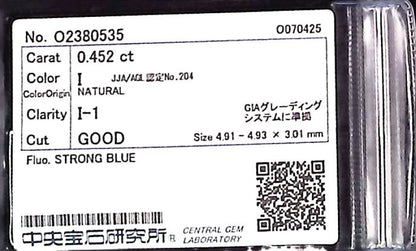 No. O2380535 O070425
Carat 0.452 ct
Color I JJA/AGL 認定No.204
ColorOrigin NATURAL
Clarity I-1 GIAグレーディング
システムに準拠
Cut GOOD Size 4.91 - 4.93 × 3.01 mm
Fluo. STRONG BLUE
中央宝石研究所 CENTRAL GEM
LABORATORY